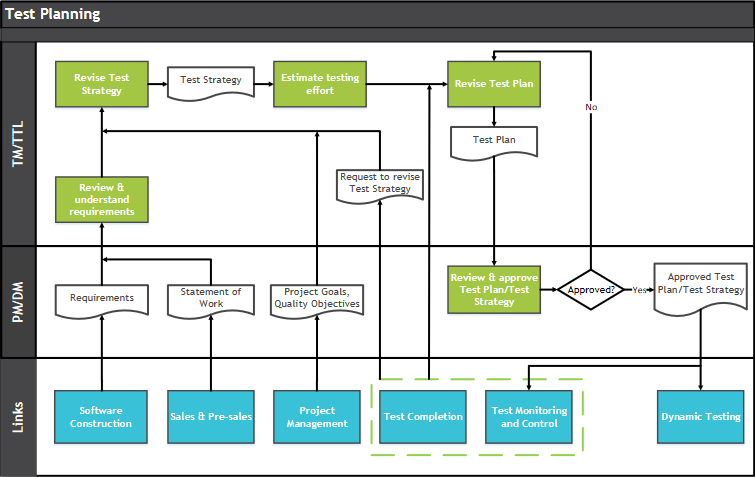 Test Planning
TM/TTL
Revise Test
Strategy
Test Strategy
Estimate testing
effort
Revise Test Plan
No
Test Plan
Request to revise
Test Strategy
Review &
understand
requirements
PM/DM
Requirements
Statement of
Work
Project Goals,
Quality Objectives
Review & approve
Test Plan/Test
Strategy
Approved?
Yes
Approved Test
Plan/Test Strategy
Links
Software
Construction
Sales & Pre-sales
Project
Management
Test Completion
Test Monitoring
and Control
Dynamic Testing